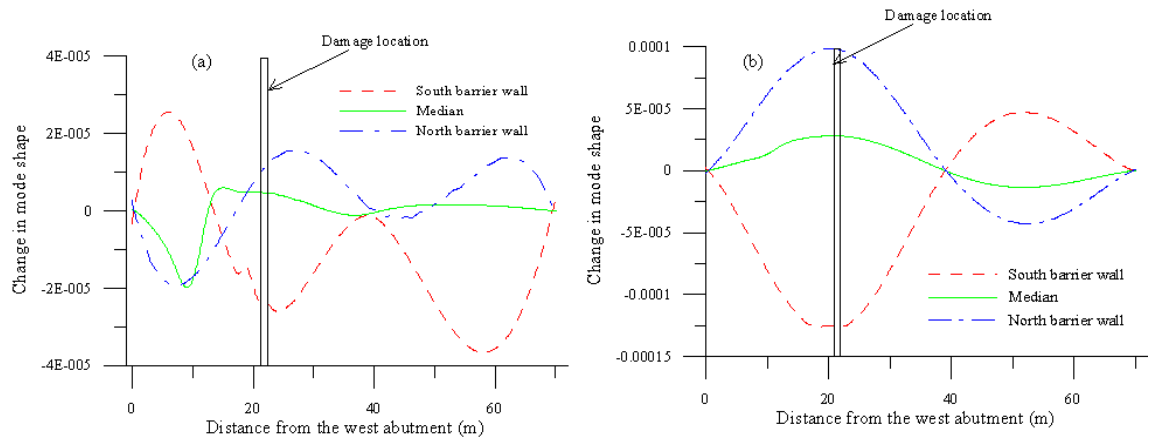 Damage location
(a)
4E-005
2E-005
0
-2E-005
-4E-005
Change in mode shape
South barrier wall
Median
North barrier wall
0 20 40 60
Distance from the west abutment (m)
Damage location
(b)
0.0001
5E-005
0
-5E-005
-0.0001
-0.00015
Change in mode shape
South barrier wall
Median
North barrier wall
0 20 40 60
Distance from the west abutment (m)